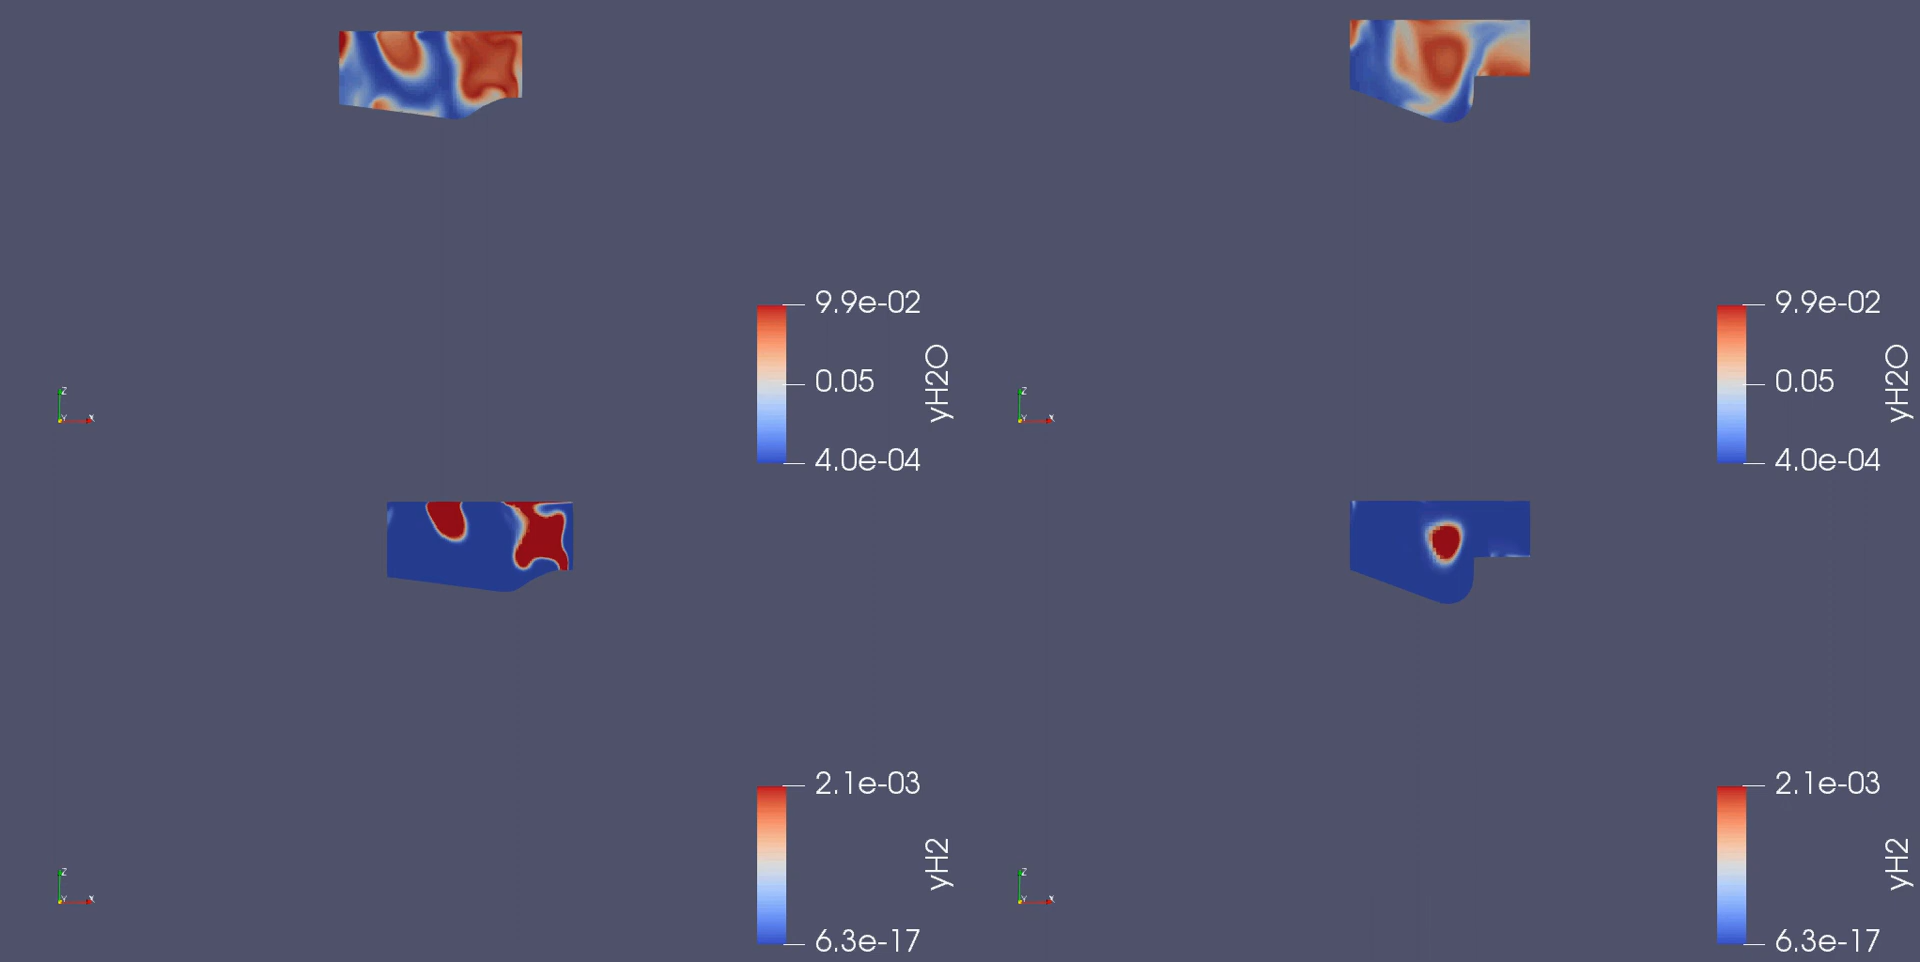 9.9e-02
0.05
4.0e-04
yH2O
Z
Y
X
9.9e-02
0.05
4.0e-04
yH2O
Z
Y
X
2.1e-03
6.3e-17
yH2
Z
Y
X
2.1e-03
6.3e-17
yH2
Z
Y
X